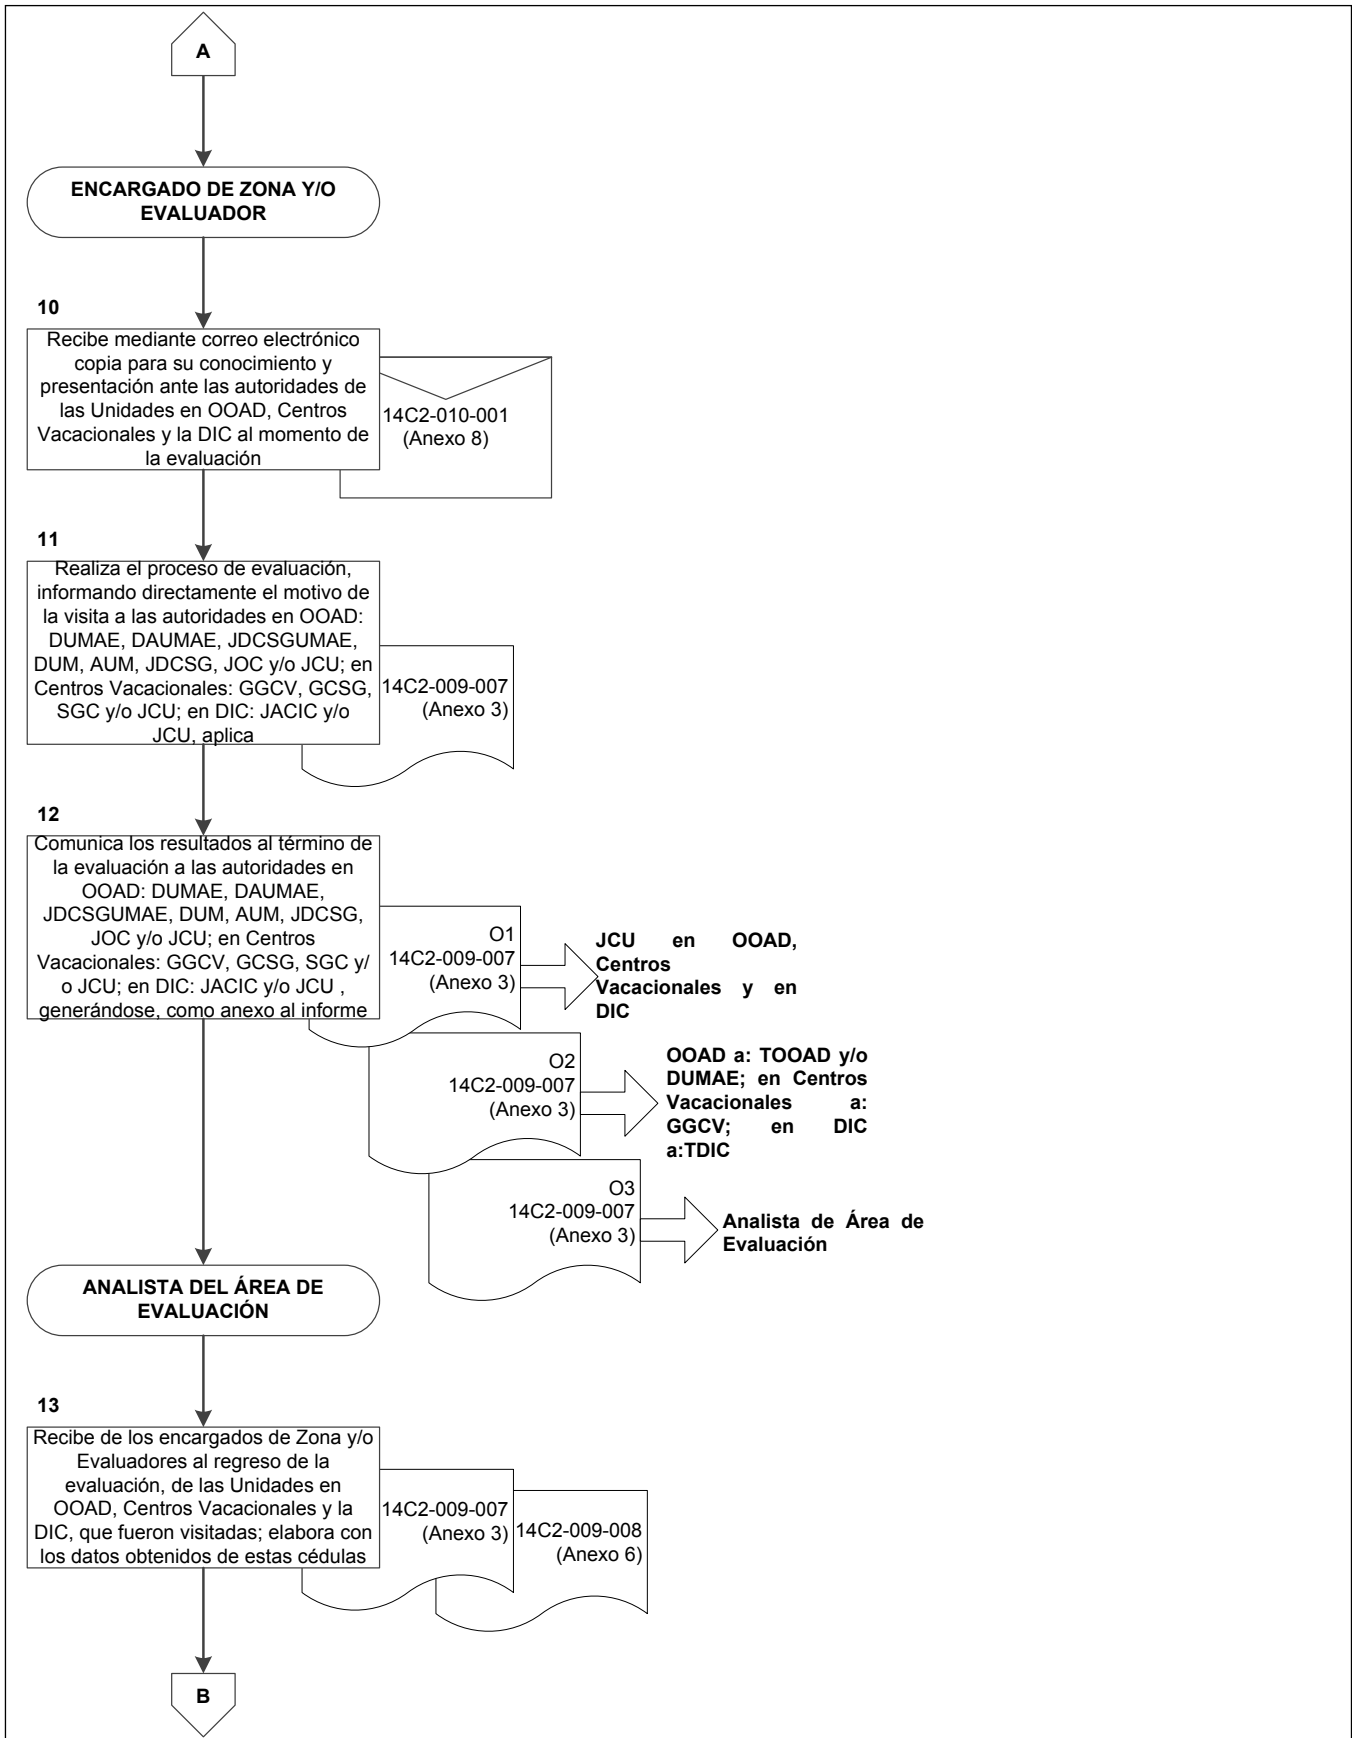 A
ENCARGADO DE ZONA Y/O
EVALUADOR
10
Recibe mediante correo electrónico
copia para su conocimiento y
presentación ante las autoridades de
las Unidades en OOAD, Centros
Vacacionales y la DIC al momento de
la evaluación
14C2-010-001
(Anexo 8)
11
Realiza el proceso de evaluación,
informando directamente el motivo de
la visita a las autoridades en OOAD:
DUMAE, DAUMAE, JDCSGUMAE,
DUM, AUM, JDCSG, JOC y/o JCU; en
Centros Vacacionales: GGCV, GCSG,
SGC y/o JCU; en DIC: JACIC y/o
JCU, aplica
14C2-009-007
(Anexo 3)
12
Comunica los resultados al término de
la evaluación a las autoridades en
OOAD: DUMAE, DAUMAE,
JDCSGUMAE, DUM, AUM, JDCSG,
JOC y/o JCU; en Centros
Vacacionales: GGCV, GCSG, SGC y/
o JCU; en DIC: JACIC y/o JCU ,
generándose, como anexo al informe
O1
14C2-009-007
(Anexo 3)
JCU en OOAD,
Centros
Vacacionales y en
DIC
O2
14C2-009-007
(Anexo 3)
OOAD a: TOOAD y/o
DUMAE; en Centros
Vacacionales a:
GGCV; en DIC
a:TDIC
O3
14C2-009-007
(Anexo 3)
Analista de Área de
Evaluación
ANALISTA DEL ÁREA DE
EVALUACIÓN
13
Recibe de los encargados de Zona y/o
Evaluadores al regreso de la
evaluación, de las Unidades en
OOAD, Centros Vacacionales y la
DIC, que fueron visitadas; elabora con
los datos obtenidos de estas cédulas
14C2-009-007
(Anexo 3)
14C2-009-008
(Anexo 6)
B